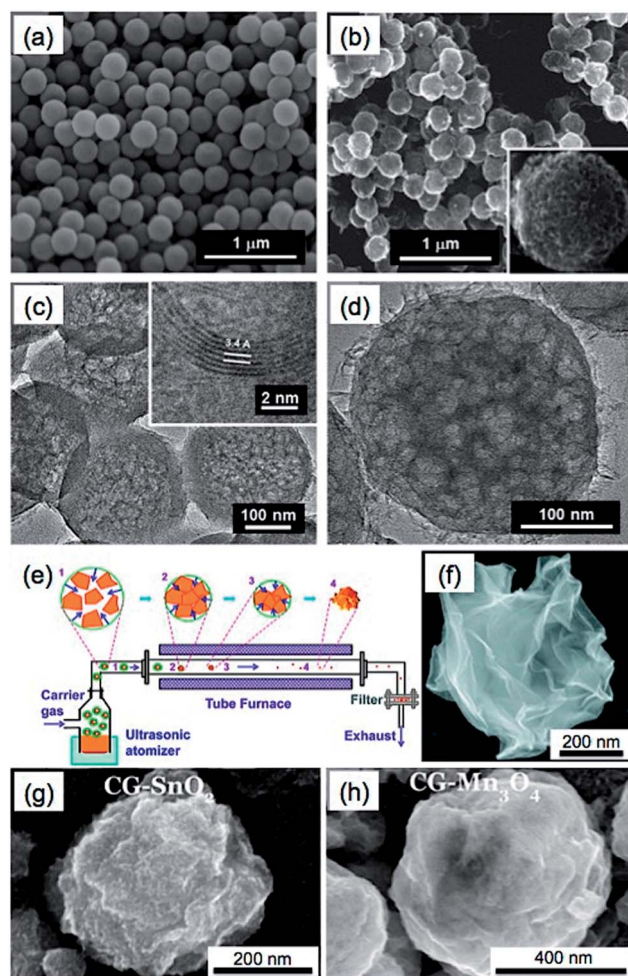 (a)
1 μm
(b)
1 μm
(c)
3.4 A
2 nm
100 nm
(d)
100 nm
(e)
1
2
3
4
1
2
3
4
Carrier
gas
Ultrasonic
atomizer
Tube Furnace
Filter
Exhaust
(f)
200 nm
(g)
CG-SnO2
200 nm
(h)
CG-Mn3O4
400 nm